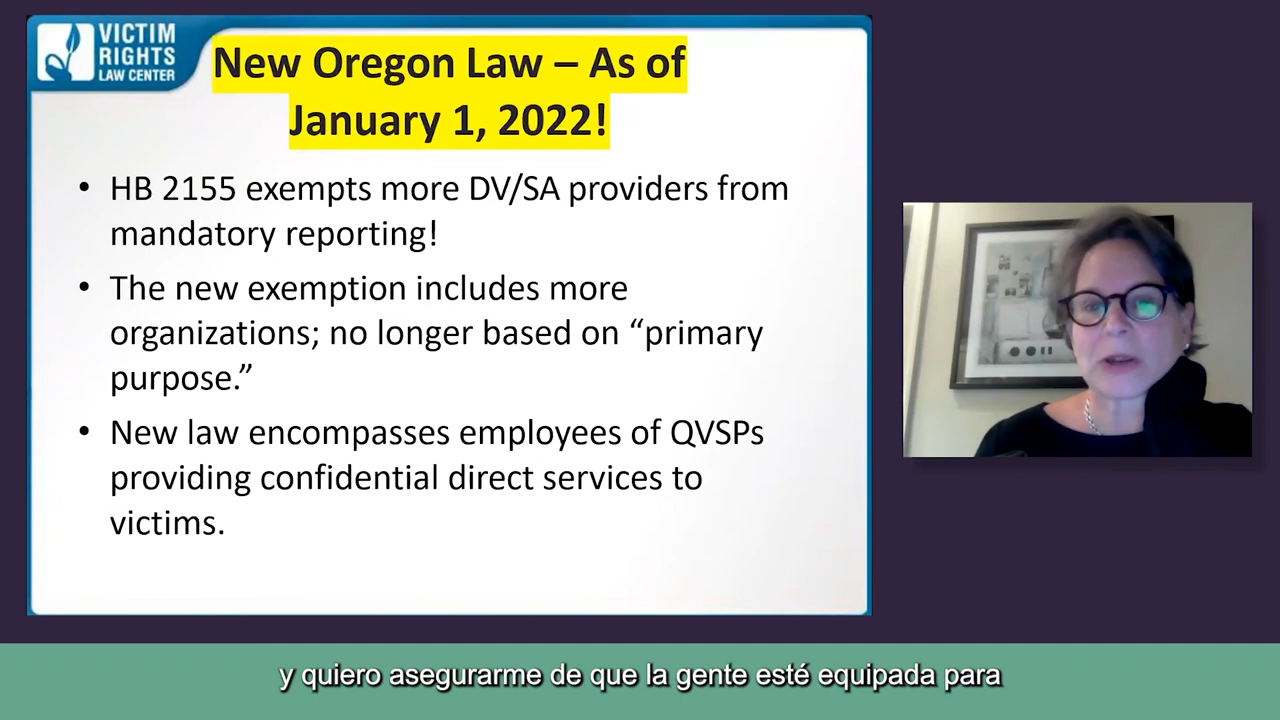 VICTIM
RIGHTS
LAW CENTER
New Oregon Law – As of
January 1, 2022!
• HB 2155 exempts more DV/SA providers from
mandatory reporting!
• The new exemption includes more
organizations; no longer based on “primary
purpose.”
• New law encompasses employees of QVSPs
providing confidential direct services to
victims.
y quiero asegurarme de que la gente esté equipada para